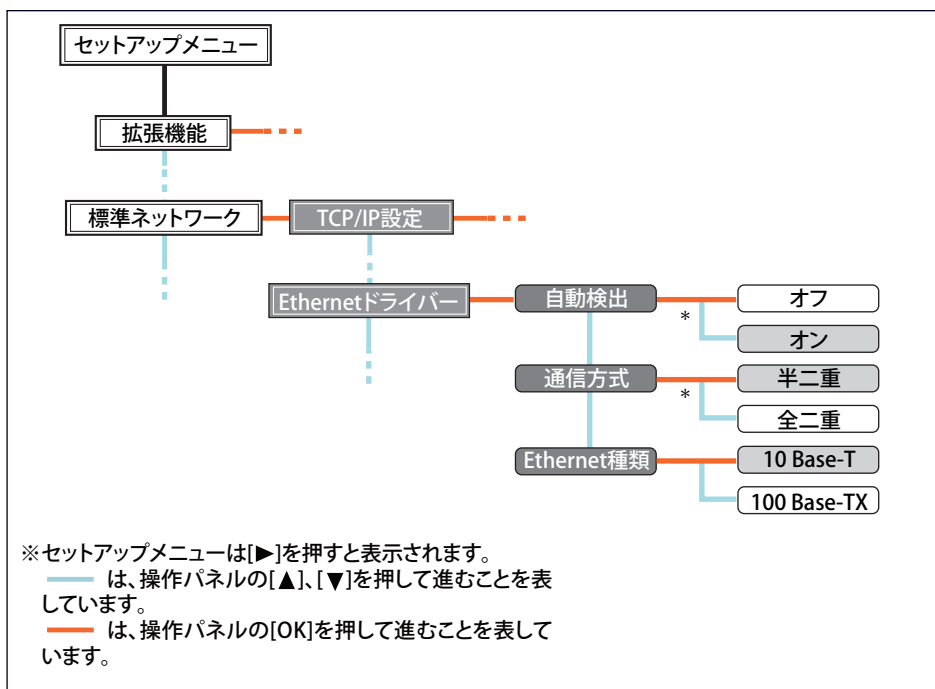 セットアップメニュー
拡張機能
標準ネットワーク
TCP/IP設定
Ethernetドライバー
自動検出
オフ
*
オン
通信方式
半二重
*
全二重
Ethernet種類
10 Base-T
100 Base-TX
※セットアップメニューは[▶]を押すと表示されます。
は、操作パネルの[▲]、[▼]を押して進むことを表
しています。
は、操作パネルの[OK]を押して進むことを表して
います。